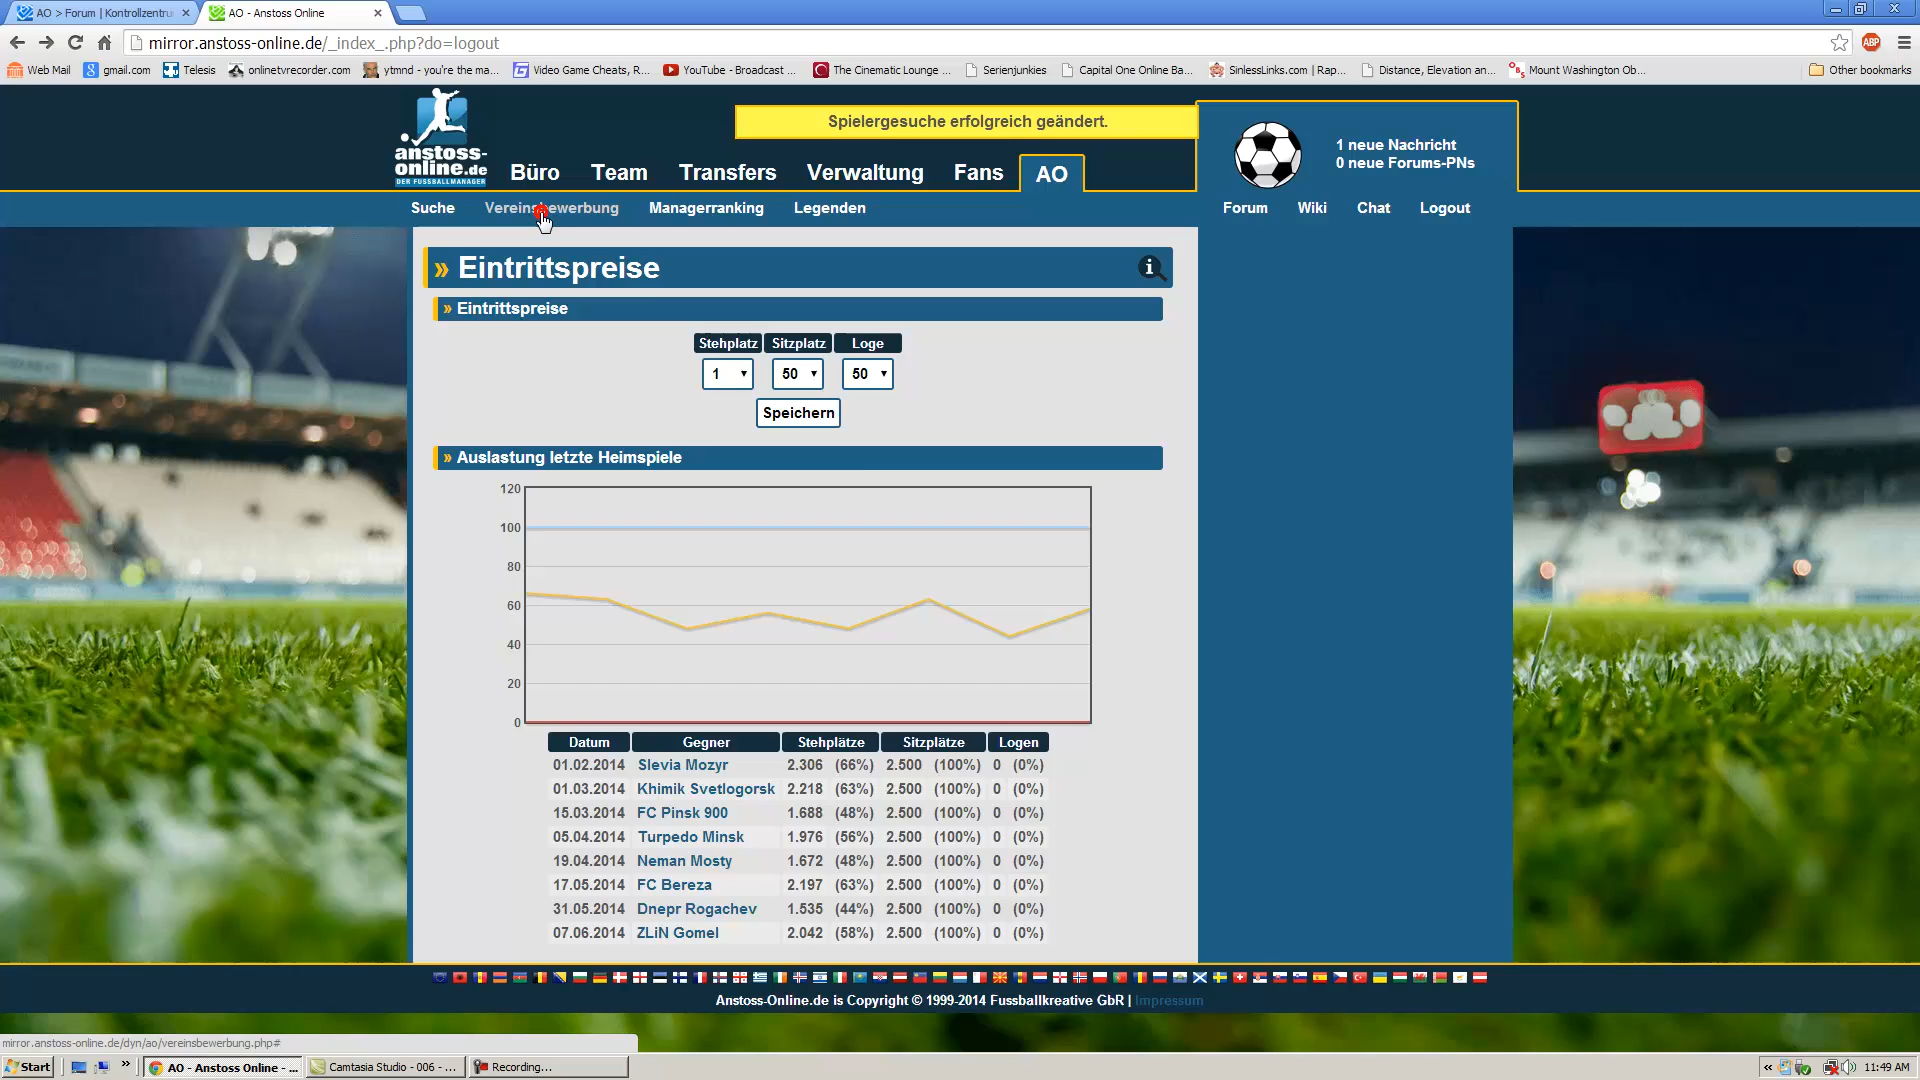 AO > Forum | Kontrollzentru
AO - Anstoss Online
mirror.anstoss-online.de/_index_.php?do=logout
ABP
Web Mail
gmail.com
Telesis
onlinetvrecorder.com
ytmnd - you're the ma...
Video Game Cheats, R...
YouTube - Broadcast ...
The Cinematic Lounge ...
Serienjunkies
Capital One Online Ba...
SinlessLinks.com | Rap...
Distance, Elevation an...
Mount Washington Ob...
Other bookmarks
anstoss-
online.de
DER FUSSBALLMANAGER
Spielergesuche erfolgreich geändert.
1 neue Nachricht
0 neue Forums-PNs
Büro Team Transfers Verwaltung Fans AO
Suche Vereinsbewerbung Managerranking Legenden
Forum Wiki Chat Logout
» Eintrittspreise
» Eintrittspreise
Stehplatz Sitzplatz Loge
1 50 50
Speichern
» Auslastung letzte Heimspiele
120
100
80
60
40
20
0
Datum Gegner Stehplätze Sitzplätze Logen
01.02.2014 Slevia Mozyr 2.306 (66%) 2.500 (100%) 0 (0%)
01.03.2014 Khimik Svetlogorsk 2.218 (63%) 2.500 (100%) 0 (0%)
15.03.2014 FC Pinsk 900 1.688 (48%) 2.500 (100%) 0 (0%)
05.04.2014 Turpedo Minsk 1.976 (56%) 2.500 (100%) 0 (0%)
19.04.2014 Neman Mosty 1.672 (48%) 2.500 (100%) 0 (0%)
17.05.2014 FC Bereza 2.197 (63%) 2.500 (100%) 0 (0%)
31.05.2014 Dnepr Rogachev 1.535 (44%) 2.500 (100%) 0 (0%)
07.06.2014 ZLiN Gomel 2.042 (58%) 2.500 (100%) 0 (0%)
Anstoss-Online.de is Copyright © 1999-2014 Fussballkreative GbR | Impressum
mirror.anstoss-online.de/dyn/ao/vereinsbewerbung.php#
Start
»
AO - Anstoss Online - ...
Camtasia Studio - 006 - ...
Recording...
«
11:49 AM